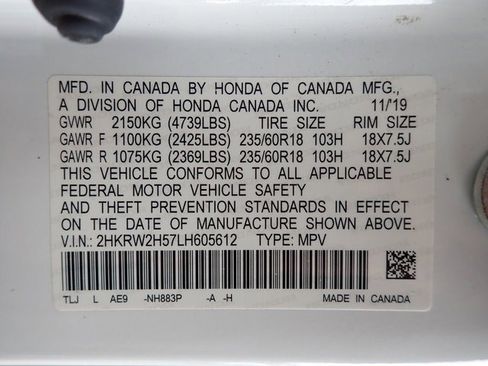 MFD. IN CANADA BY HONDA OF CANADA MFG.,
A DIVISION OF HONDA CANADA INC. 11/'19
GVWR 2150KG (4739LBS) TIRE SIZE RIM SIZE
GAWR F 1100KG (2425LBS) 235/60R18 103H 18X7.5J
GAWR R 1075KG (2369LBS) 235/60R18 103H 18X7.5J
THIS VEHICLE CONFORMS TO ALL APPLICABLE
FEDERAL MOTOR VEHICLE SAFETY
AND THEFT PREVENTION STANDARDS IN EFFECT
ON THE DATE OF MANUFACTURE SHOWN ABOVE.
V.I.N.: 2HKRW2H57LH605612 TYPE: MPV
TLJ L AE9 -NH883P -A -H
MADE IN CANADA